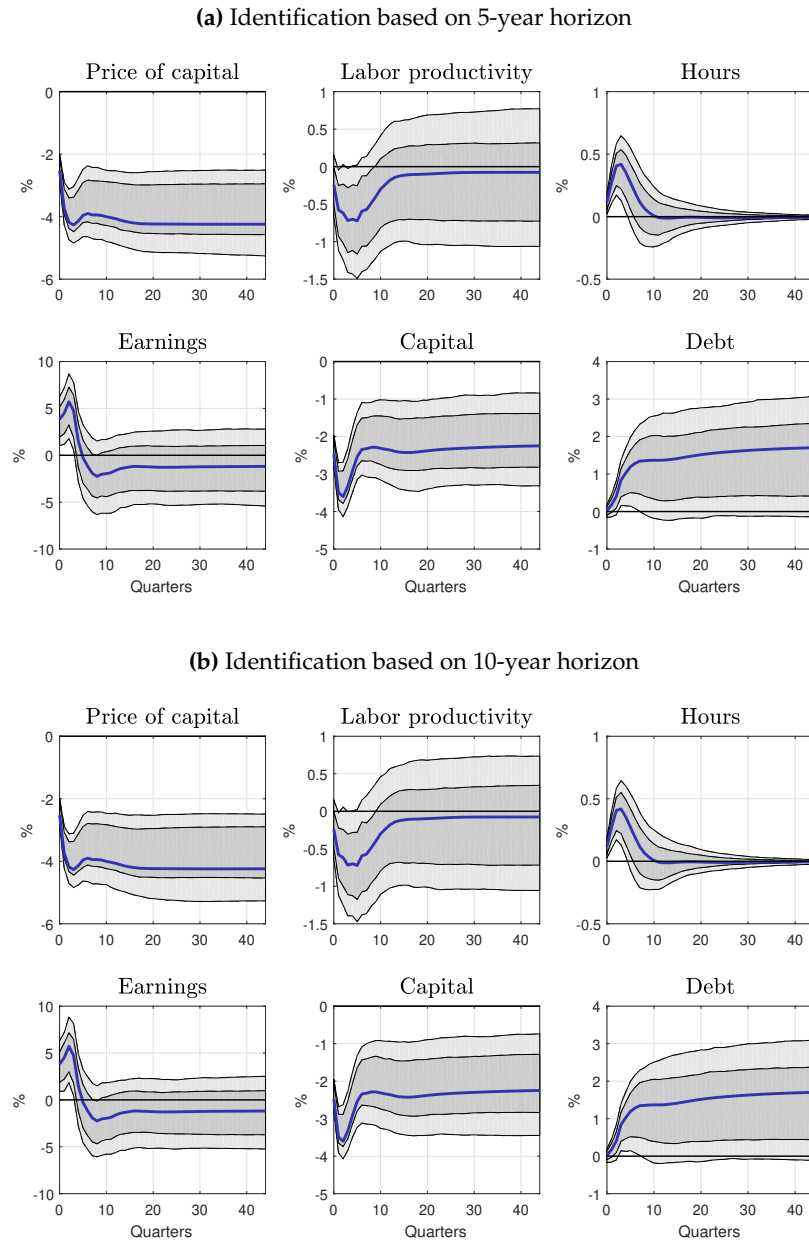 (a) Identification based on 5-year horizon
Price of capital
Labor productivity
Hours
%
0
-2
-4
-6
0 10 20 30 40
%
1
0.5
0
-0.5
-1
-1.5
0 10 20 30 40
%
1
0.5
0
-0.5
0 10 20 30 40
Earnings
Capital
Debt
%
10
5
0
-5
-10
0 10 20 30 40
Quarters
%
0
-1
-2
-3
-4
-5
0 10 20 30 40
Quarters
%
4
3
2
1
0
-1
0 10 20 30 40
Quarters
(b) Identification based on 10-year horizon
Price of capital
Labor productivity
Hours
%
0
-2
-4
-6
0 10 20 30 40
%
1
0.5
0
-0.5
-1
-1.5
0 10 20 30 40
%
1
0.5
0
-0.5
0 10 20 30 40
Earnings
Capital
Debt
%
10
5
0
-5
-10
0 10 20 30 40
Quarters
%
0
-1
-2
-3
-4
-5
0 10 20 30 40
Quarters
%
4
3
2
1
0
-1
0 10 20 30 40
Quarters